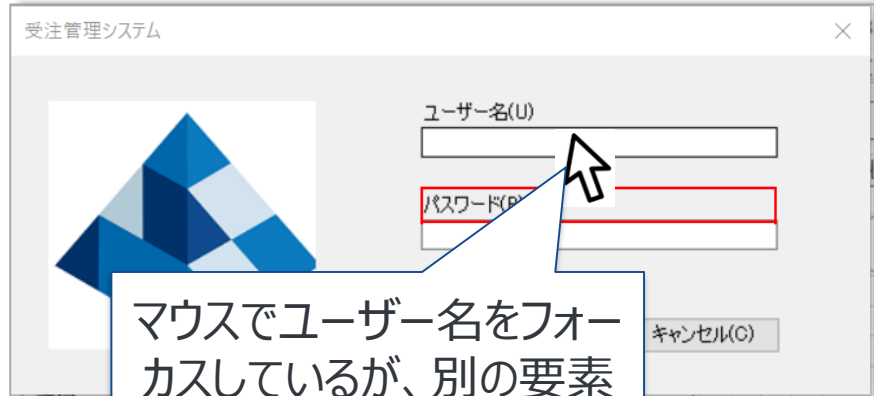 受注管理システム
ユーザー名(U)
パスワード(P)
マウスでユーザー名をフォー
カスしているが、別の要素
キャンセル(C)